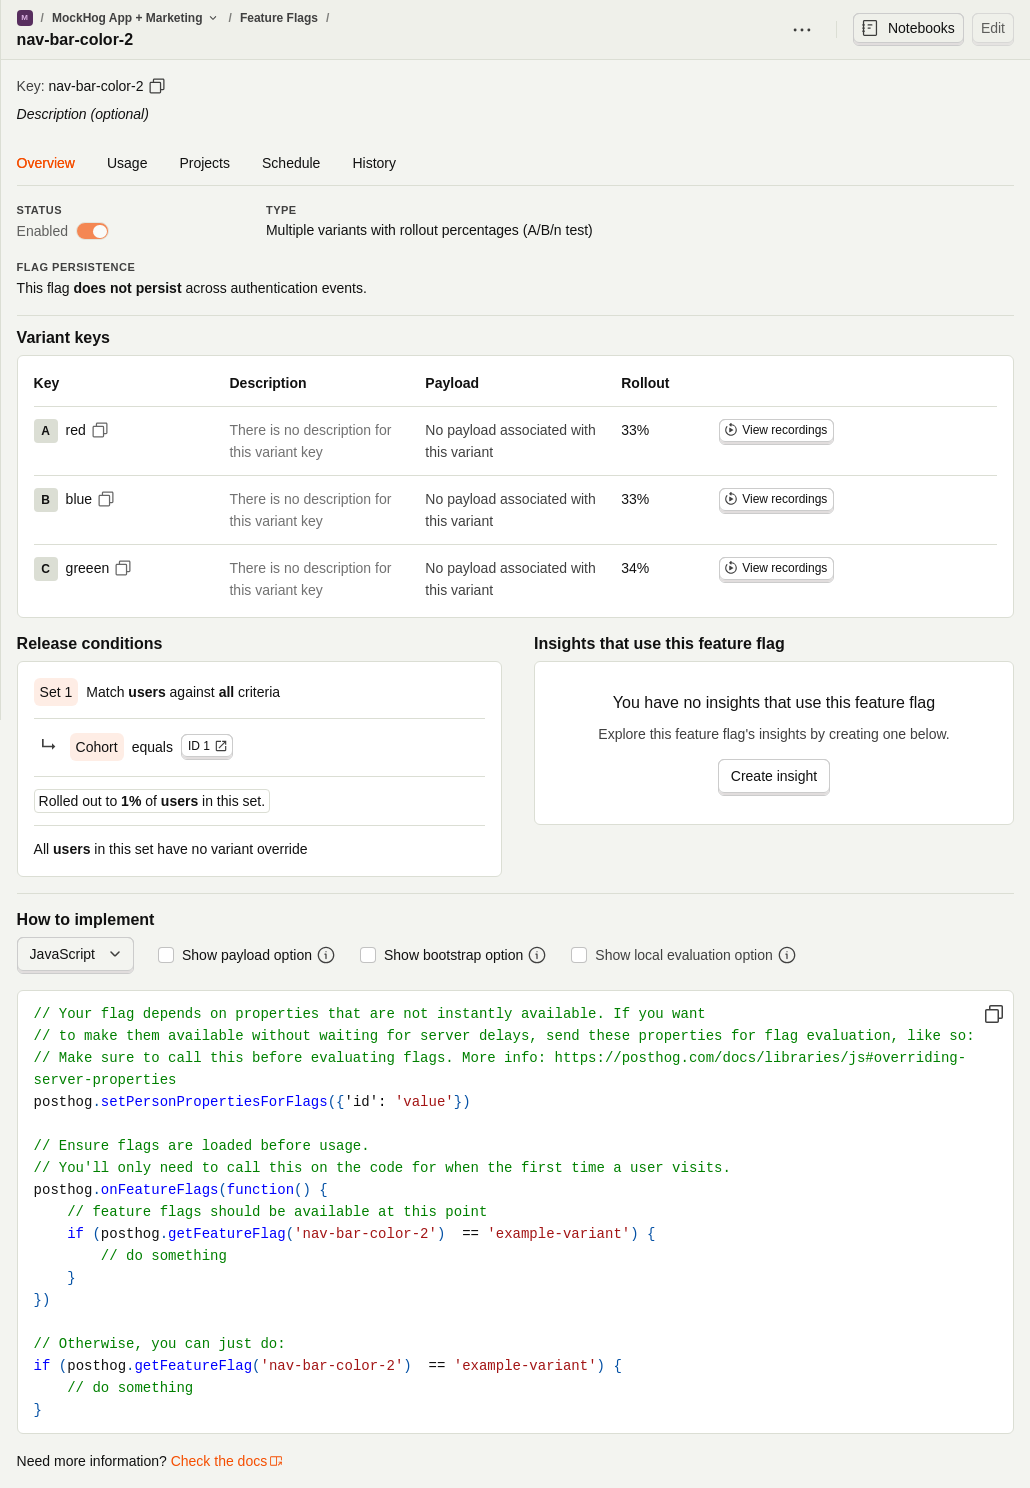 M / MockHog App + Marketing / Feature Flags /
nav-bar-color-2
Notebooks
Edit
Key: nav-bar-color-2
Description (optional)
Overview Usage Projects Schedule History
STATUS TYPE
Enabled Multiple variants with rollout percentages (A/B/n test)
FLAG PERSISTENCE
This flag does not persist across authentication events.
Variant keys
Key Description Payload Rollout
A red There is no description for this variant key No payload associated with this variant 33% View recordings
B blue There is no description for this variant key No payload associated with this variant 33% View recordings
C greeen There is no description for this variant key No payload associated with this variant 34% View recordings
Release conditions
Set 1 Match users against all criteria
Cohort equals ID 1
Rolled out to 1% of users in this set.
All users in this set have no variant override
Insights that use this feature flag
You have no insights that use this feature flag
Explore this feature flag's insights by creating one below.
Create insight
How to implement
JavaScript Show payload option Show bootstrap option Show local evaluation option
// Your flag depends on properties that are not instantly available. If you want
// to make them available without waiting for server delays, send these properties for flag evaluation, like so:
// Make sure to call this before evaluating flags. More info: https://posthog.com/docs/libraries/js#overriding-
server-properties
posthog.setPersonPropertiesForFlags({'id': 'value'})
// Ensure flags are loaded before usage.
// You'll only need to call this on the code for when the first time a user visits.
posthog.onFeatureFlags(function() {
    // feature flags should be available at this point
    if (posthog.getFeatureFlag('nav-bar-color-2')  == 'example-variant') {
        // do something
    }
})
// Otherwise, you can just do:
if (posthog.getFeatureFlag('nav-bar-color-2')  == 'example-variant') {
    // do something
}
Need more information? Check the docs